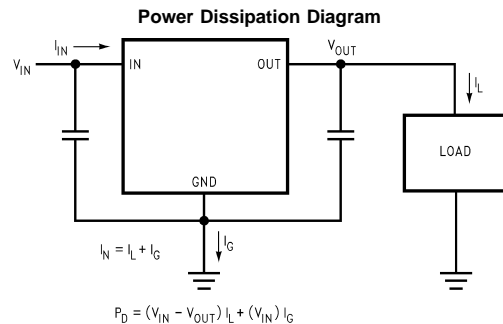 Power Dissipation Diagram
I_IN
V_IN
IN
OUT
V_OUT
I_L
LOAD
GND
I_G
I_N = I_L + I_G
P_D = (V_IN − V_OUT) I_L + (V_IN) I_G